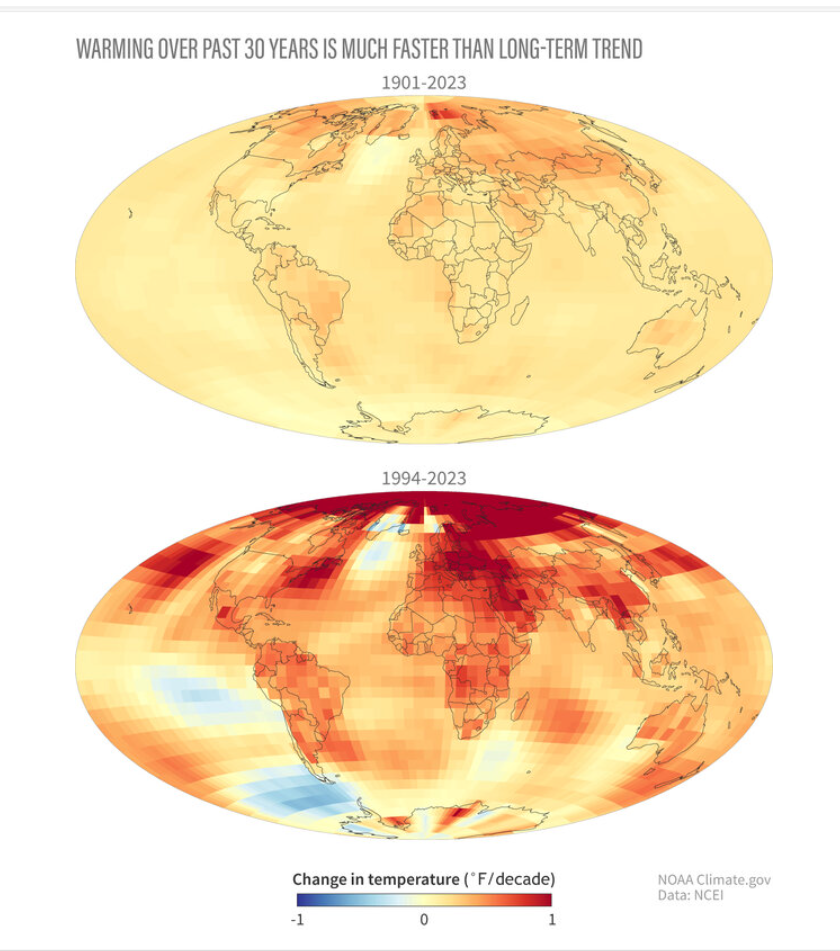 WARMING OVER PAST 30 YEARS IS MUCH FASTER THAN LONG-TERM TREND
1901-2023
1994-2023
Change in temperature (˚F/decade)
-1 0 1
NOAA Climate.gov
Data: NCEI